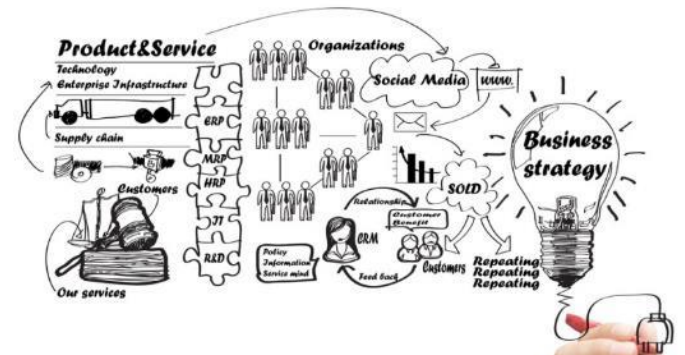 Product&Service
Technology
Enterprise Infrastructure
Supply chain
Customers
Our services
ERP
MRP
HRP
IT
R&D
Organizations
Social Media
www.
SOLD
Relationship
Customer
Benefit
CRM
Policy
Information
Service mind
Feed back
Customers
Business
strategy
Repeating
Repeating
Repeating